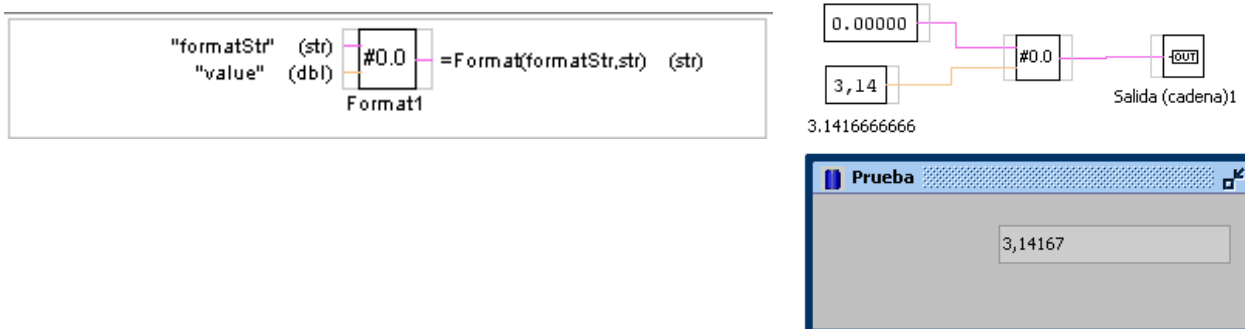 "formatStr" (str)
"value" (dbl)
#0.0
=Format(formatStr,str) (str)
Format1
0.00000
3,14
3.1416666666
#0.0
OUT
Salida (cadena)1
Prueba
3,14167